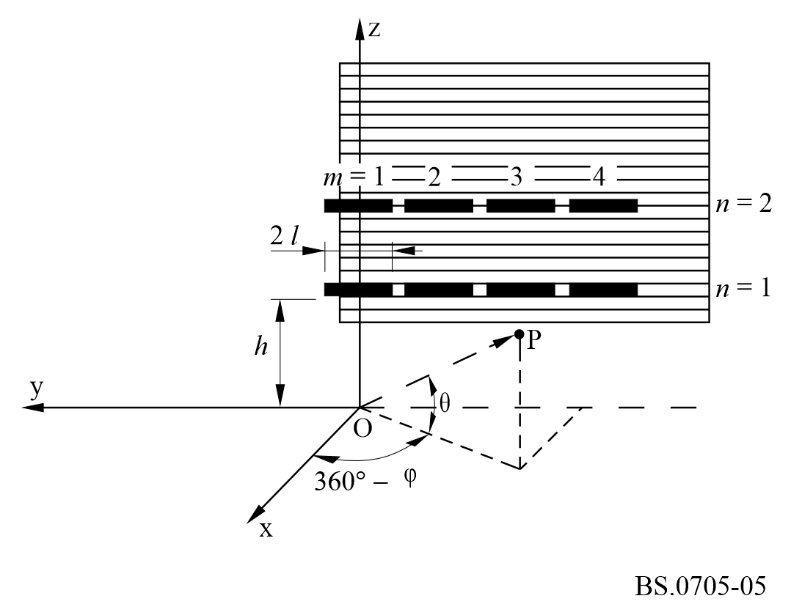 z
m = 1 2 3 4
n = 2
2 l
n = 1
h
P
y
θ
O
360° – φ
x
BS.0705-05